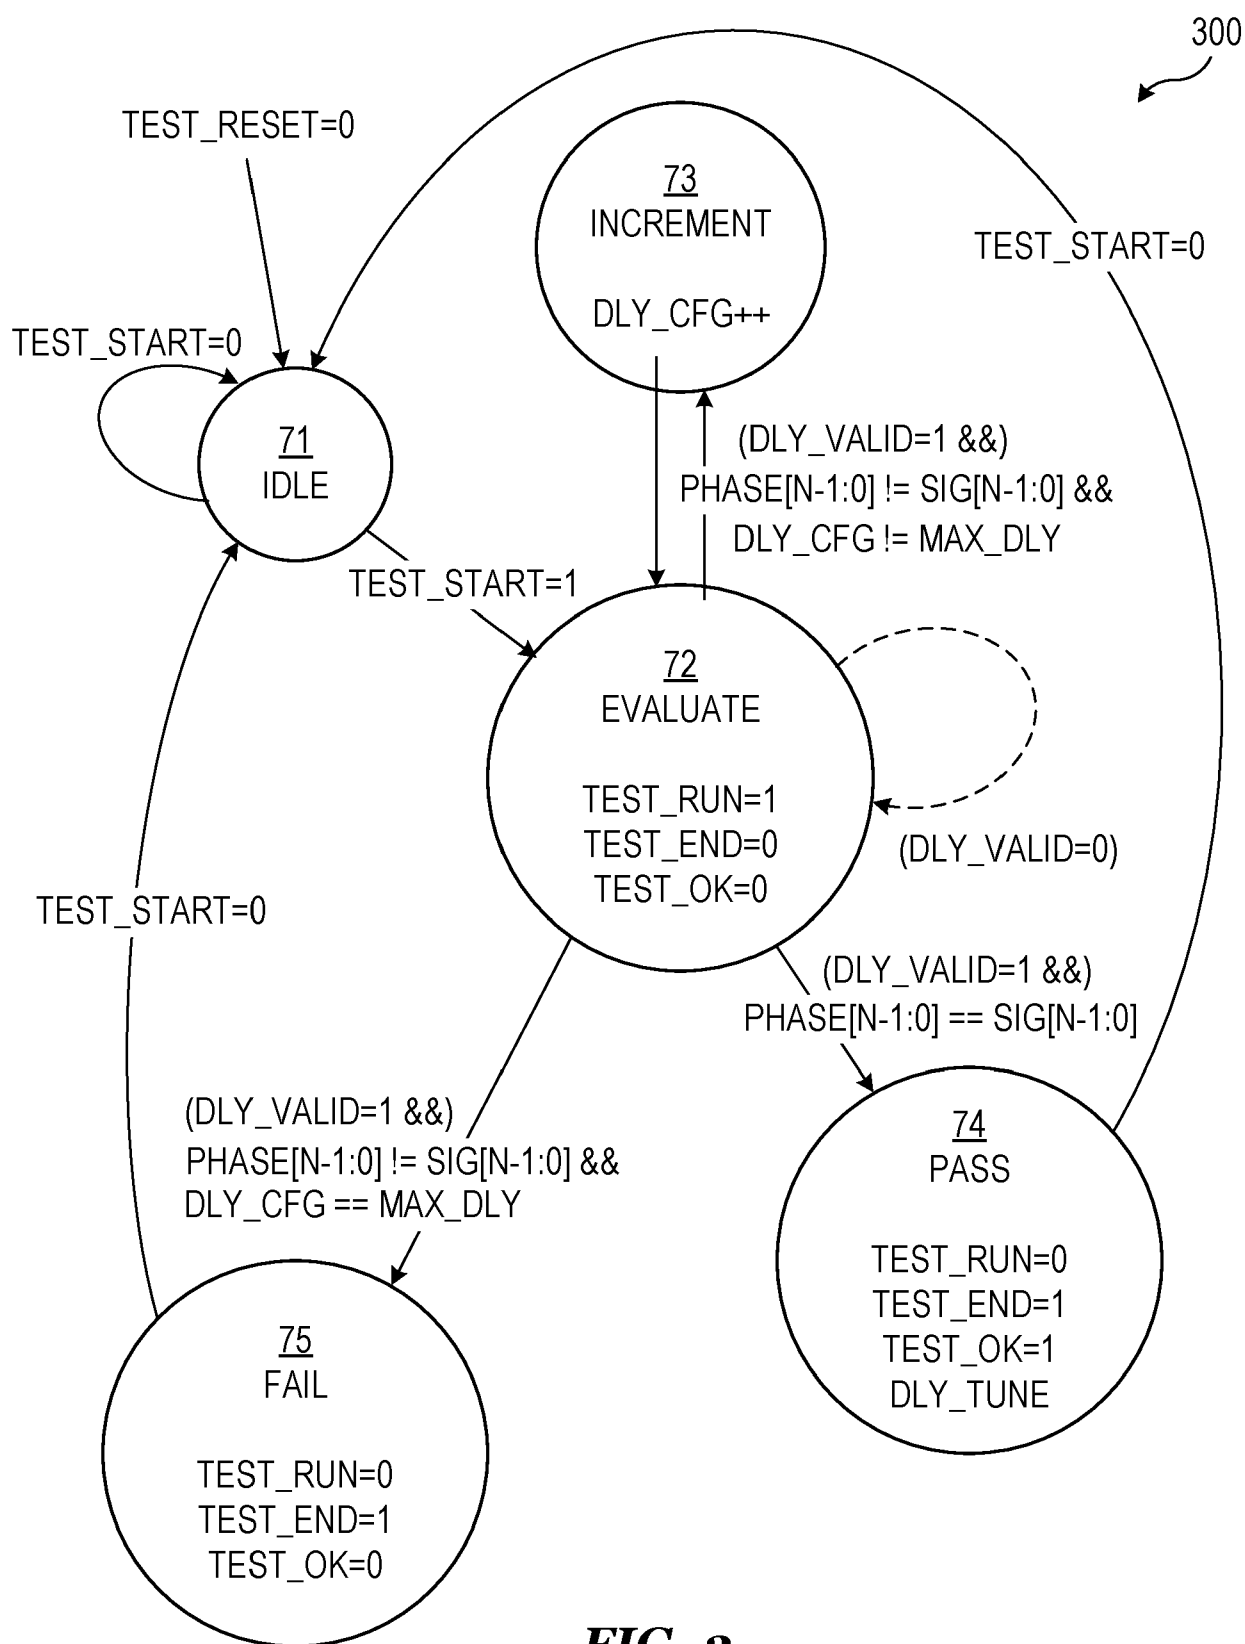 300
TEST_RESET=0
73
INCREMENT
DLY_CFG++
TEST_START=0
TEST_START=0
71
IDLE
(DLY_VALID=1 &&)
PHASE[N-1:0] != SIG[N-1:0] &&
DLY_CFG != MAX_DLY
TEST_START=1
72
EVALUATE
TEST_RUN=1
TEST_END=0
TEST_OK=0
(DLY_VALID=0)
TEST_START=0
(DLY_VALID=1 &&)
PHASE[N-1:0] == SIG[N-1:0]
(DLY_VALID=1 &&)
PHASE[N-1:0] != SIG[N-1:0] &&
DLY_CFG == MAX_DLY
74
PASS
TEST_RUN=0
TEST_END=1
TEST_OK=1
DLY_TUNE
75
FAIL
TEST_RUN=0
TEST_END=1
TEST_OK=0
FIG.